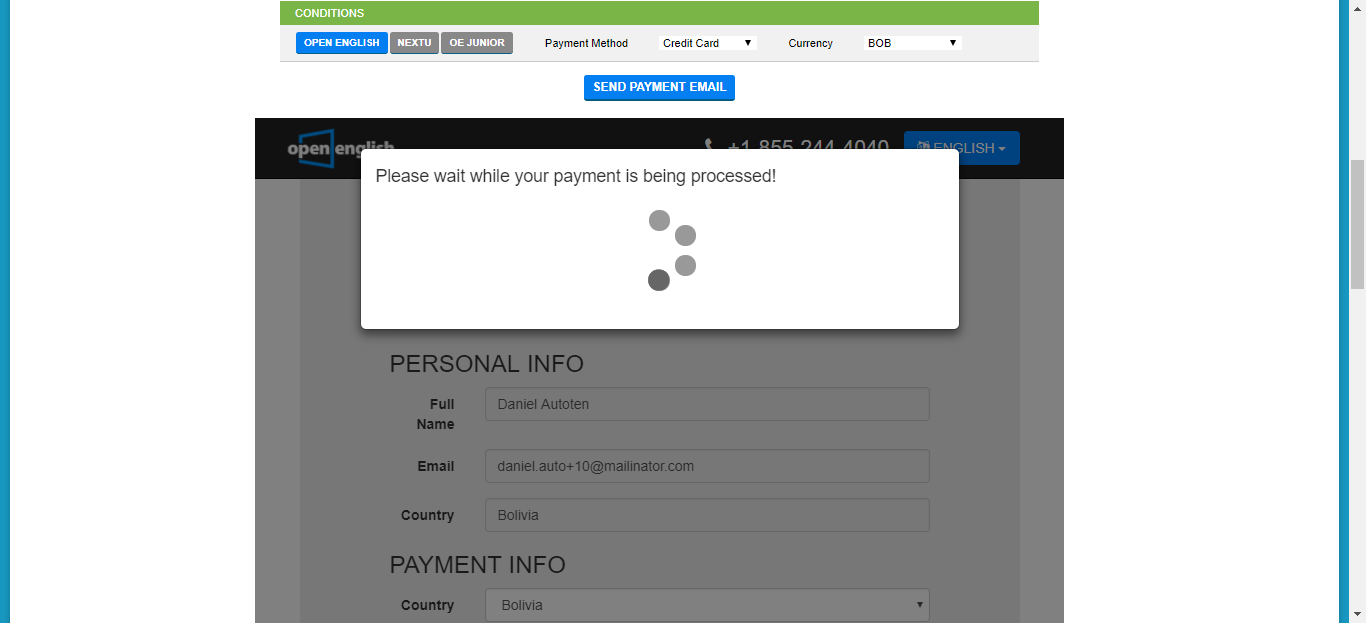 CONDITIONS
OPEN ENGLISH NEXTU OE JUNIOR Payment Method Credit Card Currency BOB
SEND PAYMENT EMAIL
open english +1 855 244 4040 ENGLISH
Please wait while your payment is being processed!
PERSONAL INFO
Full Name Daniel Autoten
Email daniel.auto+10@mailinator.com
Country Bolivia
PAYMENT INFO
Country Bolivia